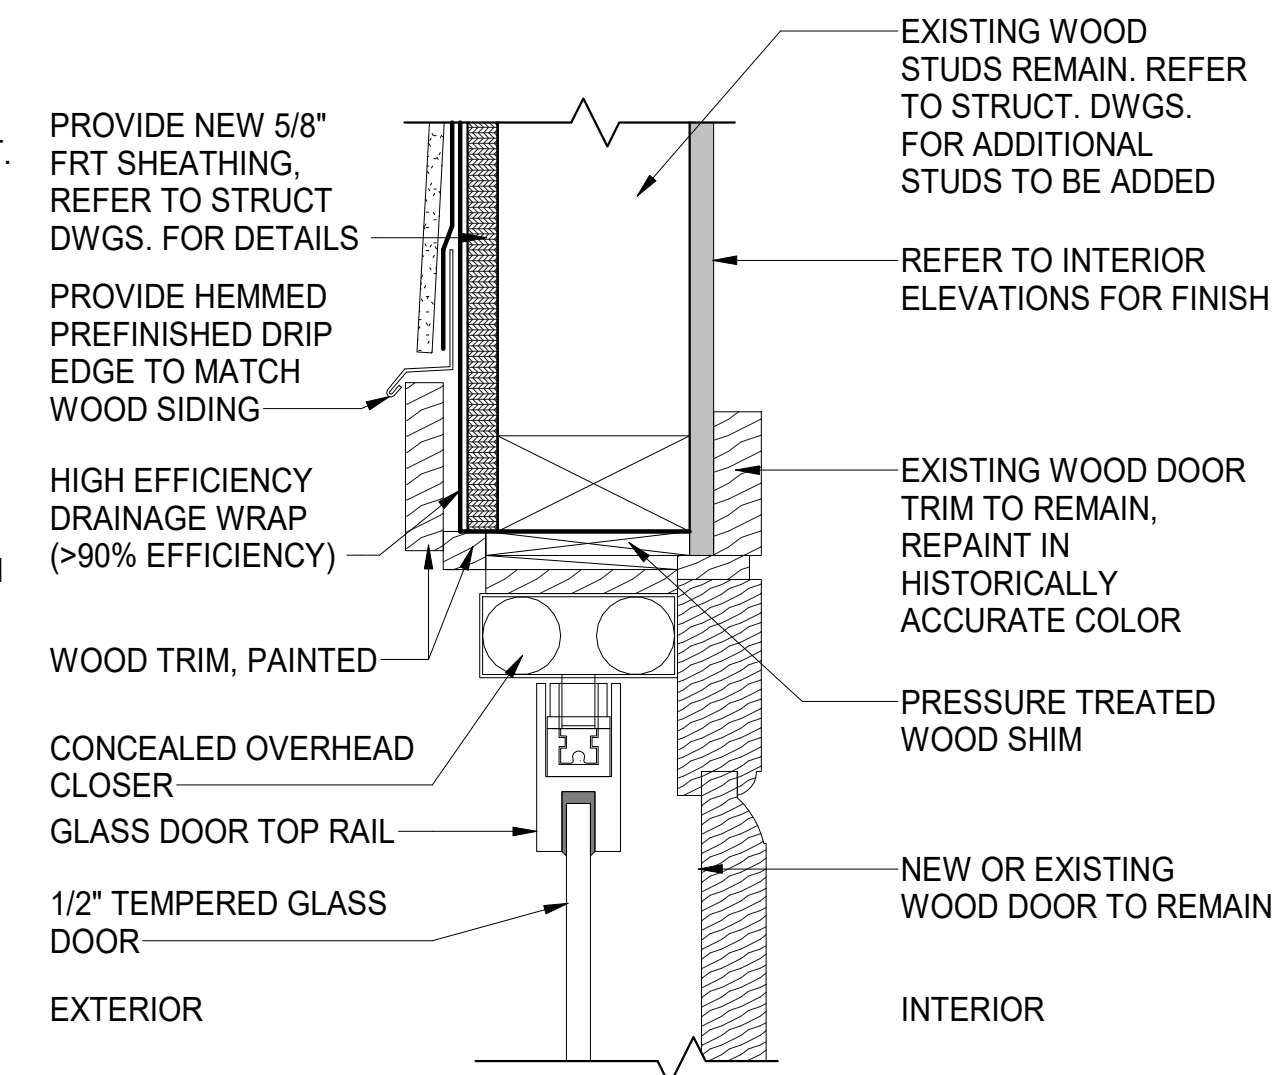 PROVIDE NEW 5/8"
FRT SHEATHING,
REFER TO STRUCT
DWGS. FOR DETAILS
PROVIDE HEMMED
PREFINISHED DRIP
EDGE TO MATCH
WOOD SIDING
HIGH EFFICIENCY
DRAINAGE WRAP
(>90% EFFICIENCY)
WOOD TRIM, PAINTED
CONCEALED OVERHEAD
CLOSER
GLASS DOOR TOP RAIL
1/2" TEMPERED GLASS
DOOR
EXTERIOR
EXISTING WOOD
STUDS REMAIN. REFER
TO STRUCT. DWGS.
FOR ADDITIONAL
STUDS TO BE ADDED
REFER TO INTERIOR
ELEVATIONS FOR FINISH
EXISTING WOOD DOOR
TRIM TO REMAIN,
REPAINT IN
HISTORICALLY
ACCURATE COLOR
PRESSURE TREATED
WOOD SHIM
NEW OR EXISTING
WOOD DOOR TO REMAIN
INTERIOR